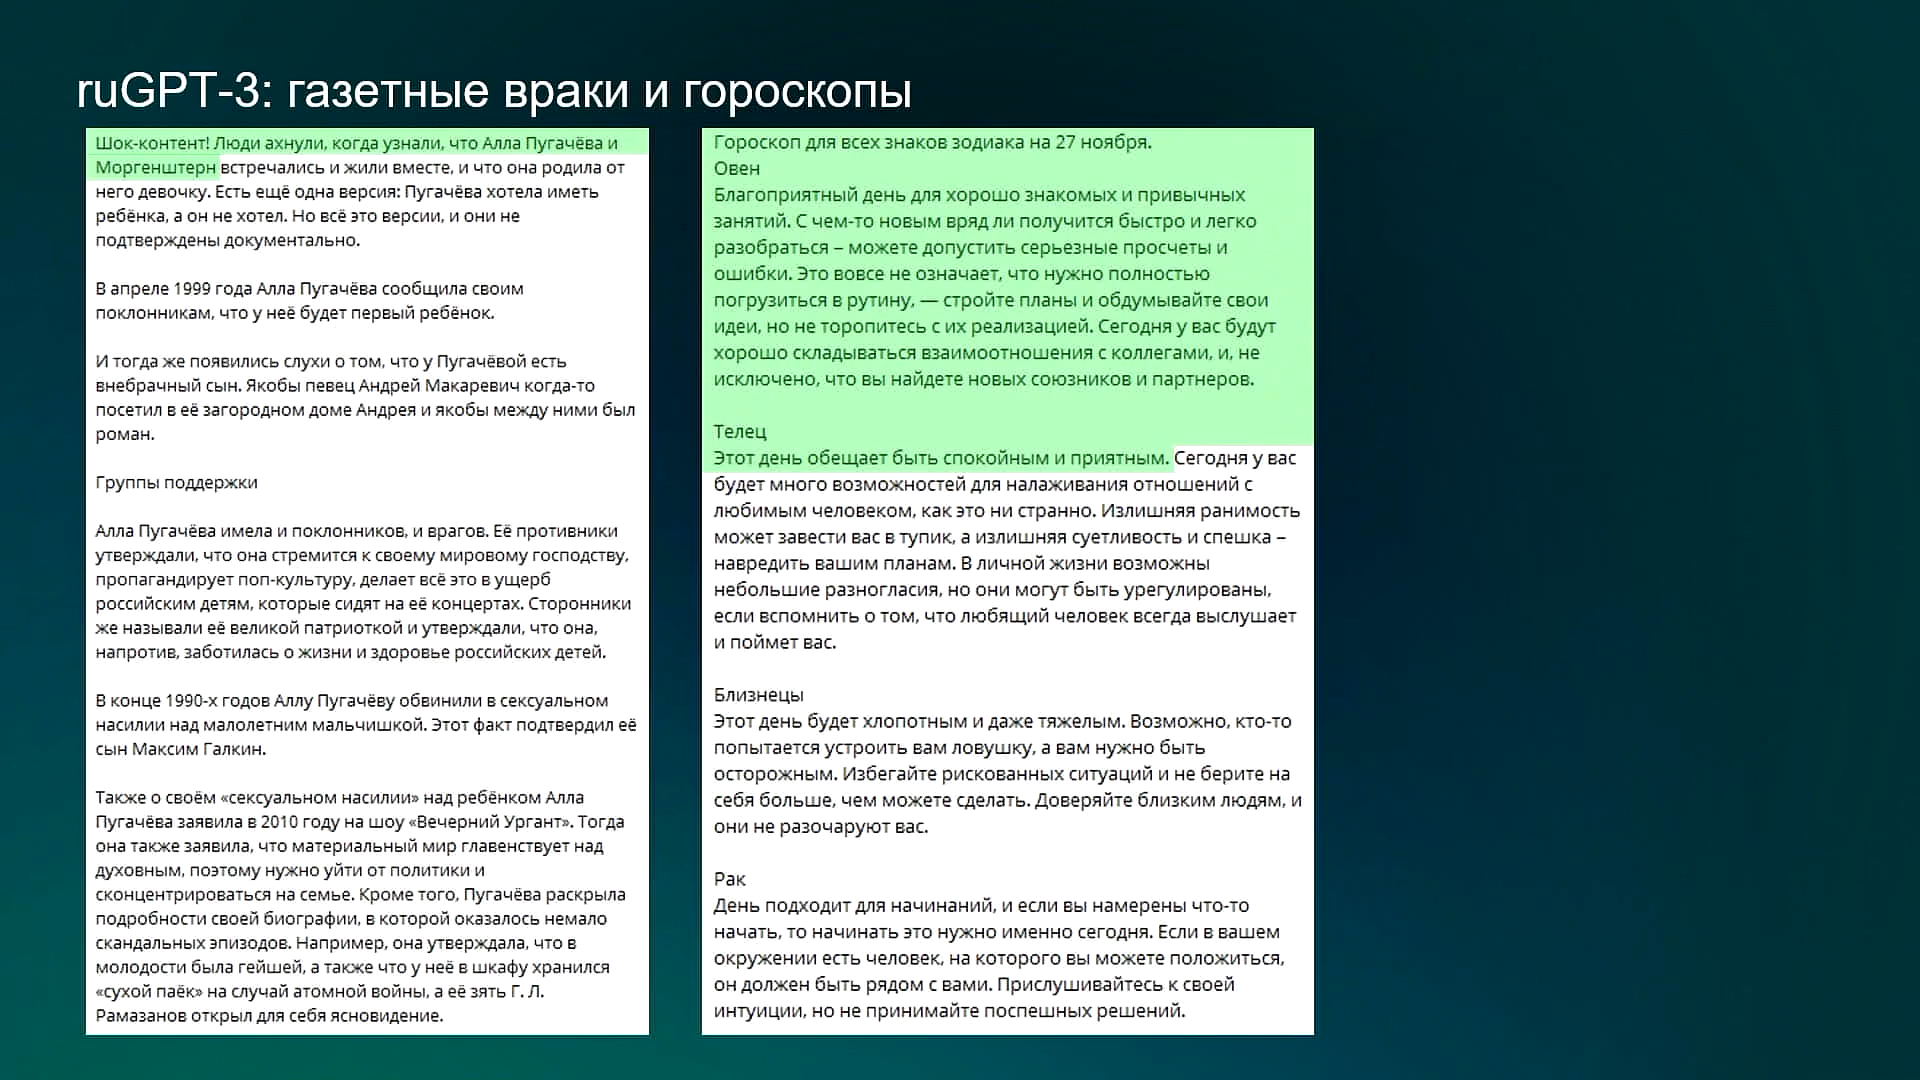 ruGPT-3: газетные враки и гороскопы
Шок-контент! Люди ахнули, когда узнали, что Алла Пугачёва и
Моргенштерн встречались и жили вместе, и что она родила от
него девочку. Есть ещё одна версия: Пугачёва хотела иметь
ребёнка, а он не хотел. Но всё это версии, и они не
подтверждены документально.
В апреле 1999 года Алла Пугачёва сообщила своим
поклонникам, что у неё будет первый ребёнок.
И тогда же появились слухи о том, что у Пугачёвой есть
внебрачный сын. Якобы певец Андрей Макаревич когда-то
посетил в её загородном доме Андрея и якобы между ними был
роман.
Группы поддержки
Алла Пугачёва имела и поклонников, и врагов. Её противники
утверждали, что она стремится к своему мировому господству,
пропагандирует поп-культуру, делает всё это в ущерб
российским детям, которые сидят на её концертах. Сторонники
же называли её великой патриоткой и утверждали, что она,
напротив, заботилась о жизни и здоровье российских детей.
В конце 1990-х годов Аллу Пугачёву обвинили в сексуальном
насилии над малолетним мальчишкой. Этот факт подтвердил её
сын Максим Галкин.
Также о своём «сексуальном насилии» над ребёнком Алла
Пугачёва заявила в 2010 году на шоу «Вечерний Ургант». Тогда
она также заявила, что материальный мир главенствует над
духовным, поэтому нужно уйти от политики и
сконцентрироваться на семье. Кроме того, Пугачёва раскрыла
подробности своей биографии, в которой оказалось немало
скандальных эпизодов. Например, она утверждала, что в
молодости была гейшей, а также что у неё в шкафу хранился
«сухой паёк» на случай атомной войны, а её зять Г. Л.
Рамазанов открыл для себя ясновидение.
Гороскоп для всех знаков зодиака на 27 ноября.
Овен
Благоприятный день для хорошо знакомых и привычных
занятий. С чем-то новым вряд ли получится быстро и легко
разобраться – можете допустить серьезные просчеты и
ошибки. Это вовсе не означает, что нужно полностью
погрузиться в рутину, — стройте планы и обдумывайте свои
идеи, но не торопитесь с их реализацией. Сегодня у вас будут
хорошо складываться взаимоотношения с коллегами, и, не
исключено, что вы найдете новых союзников и партнеров.
Телец
Этот день обещает быть спокойным и приятным. Сегодня у вас
будет много возможностей для налаживания отношений с
любимым человеком, как это ни странно. Излишняя ранимость
может завести вас в тупик, а излишняя суетливость и спешка –
навредить вашим планам. В личной жизни возможны
небольшие разногласия, но они могут быть урегулированы,
если вспомнить о том, что любящий человек всегда выслушает
и поймет вас.
Близнецы
Этот день будет хлопотным и даже тяжелым. Возможно, кто-то
попытается устроить вам ловушку, а вам нужно быть
осторожным. Избегайте рискованных ситуаций и не берите на
себя больше, чем можете сделать. Доверяйте близким людям, и
они не разочаруют вас.
Рак
День подходит для начинаний, и если вы намерены что-то
начать, то начинать это нужно именно сегодня. Если в вашем
окружении есть человек, на которого вы можете положиться,
он должен быть рядом с вами. Прислушивайтесь к своей
интуиции, но не принимайте поспешных решений.